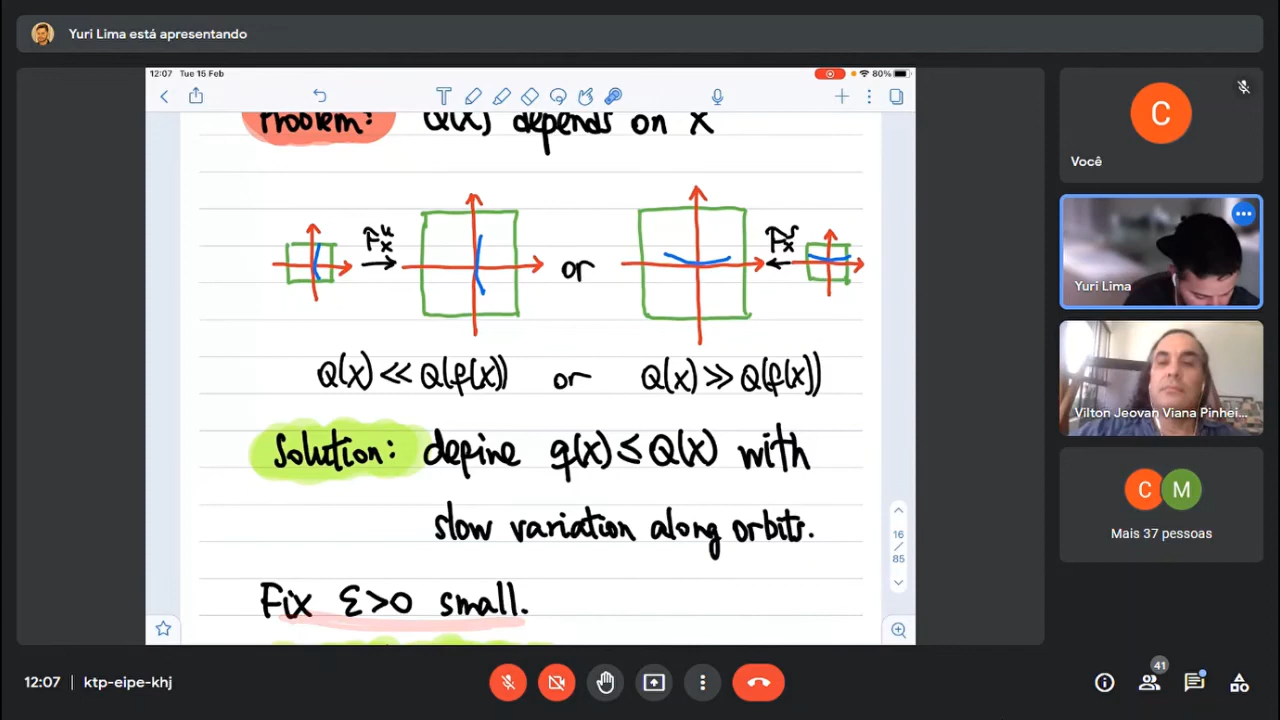 Yuri Lima está apresentando
12:07 Tue 15 Feb
80%
Problem: Q(x) depends on x
F̃ᵘₓ
or
F̃ˢₓ
Q(x) ≪ Q(f(x)) or Q(x) ≫ Q(f(x))
Solution: define q(x) ≤ Q(x) with
slow variation along orbits.
Fix ε>0 small.
16
/
85
C
Você
Yuri Lima
Vilton Jeovan Viana Pinhei...
C M
Mais 37 pessoas
12:07 | ktp-eipe-khj
41